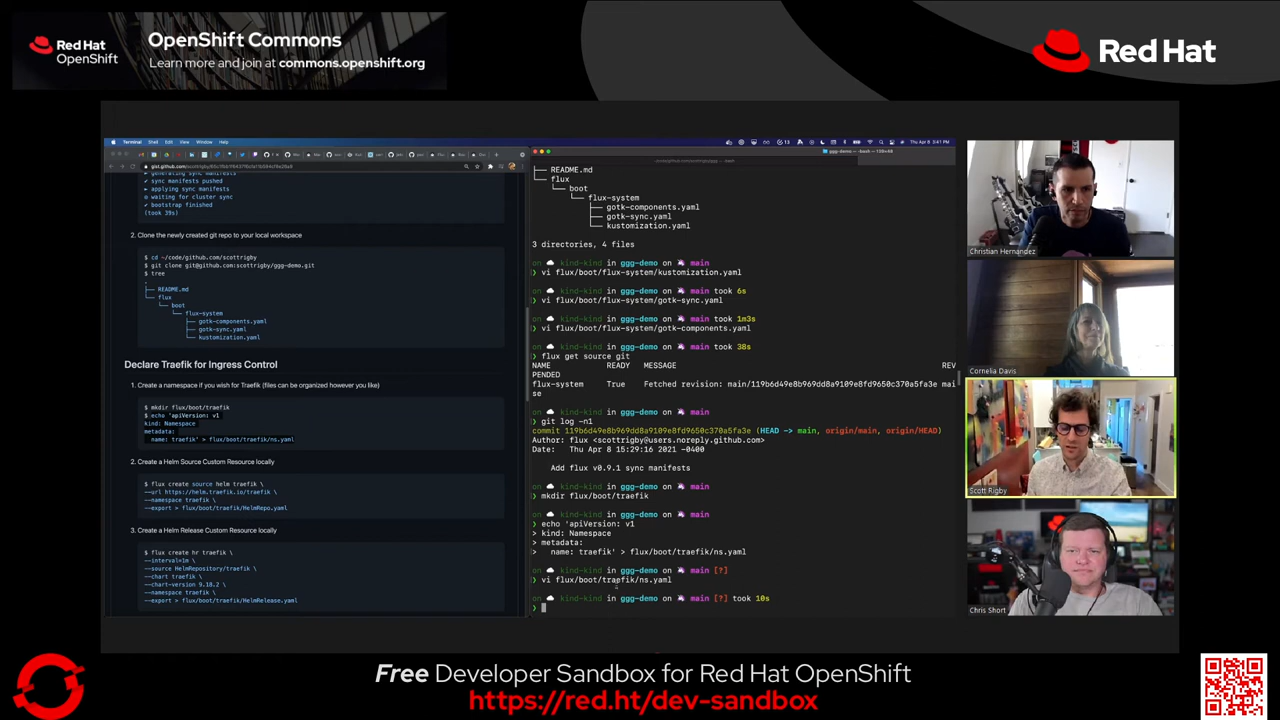 Red Hat
OpenShift
OpenShift Commons
Learn more and join at commons.openshift.org
Red Hat
Terminal Shell Edit View Window Help
Thu Apr 8 3:41 PM
generating sync manifests
✔ sync manifests pushed
► applying sync manifests
◎ waiting for cluster sync
✔ bootstrap finished
(took 39s)
2. Clone the newly created git repo to your local workspace
$ cd ~/code/github.com/scottrigby
$ git clone git@github.com:scottrigby/ggg-demo.git
$ tree
.
├── README.md
└── flux
└── boot
└── flux-system
├── gotk-components.yaml
├── gotk-sync.yaml
└── kustomization.yaml
Declare Traefik for Ingress Control
1. Create a namespace if you wish for Traefik (files can be organized however you like)
$ mkdir flux/boot/traefik
$ echo 'apiVersion: v1
kind: Namespace
metadata:
name: traefik' > flux/boot/traefik/ns.yaml
2. Create a Helm Source Custom Resource locally
$ flux create source helm traefik \
--url https://helm.traefik.io/traefik \
--namespace traefik \
--export > flux/boot/traefik/HelmRepo.yaml
3. Create a Helm Release Custom Resource locally
$ flux create hr traefik \
--interval=1m \
--source HelmRepository/traefik \
--chart traefik \
--chart-version 9.18.2 \
--namespace traefik \
--export > flux/boot/traefik/HelmRelease.yaml
├── README.md
└── flux
└── boot
└── flux-system
├── gotk-components.yaml
├── gotk-sync.yaml
└── kustomization.yaml
3 directories, 4 files
on kind-kind in ggg-demo on main
❯ vi flux/boot/flux-system/kustomization.yaml
on kind-kind in ggg-demo on main took 6s
❯ vi flux/boot/flux-system/gotk-sync.yaml
on kind-kind in ggg-demo on main took 1m3s
❯ vi flux/boot/flux-system/gotk-components.yaml
on kind-kind in ggg-demo on main took 38s
❯ flux get source git
NAME READY MESSAGE REV
PENDED
flux-system True Fetched revision: main/119b6d49e8b969dd8a9109e8fd9650c370a5fa3e mai
se
on kind-kind in ggg-demo on main
❯ git log -n1
commit 119b6d49e8b969dd8a9109e8fd9650c370a5fa3e (HEAD -> main, origin/main, origin/HEAD)
Author: flux <scottrigby@users.noreply.github.com>
Date: Thu Apr 8 15:29:16 2021 -0400
Add flux v0.9.1 sync manifests
on kind-kind in ggg-demo on main
❯ mkdir flux/boot/traefik
on kind-kind in ggg-demo on main
❯ echo 'apiVersion: v1
> kind: Namespace
> metadata:
> name: traefik' > flux/boot/traefik/ns.yaml
on kind-kind in ggg-demo on main [?]
❯ vi flux/boot/traefik/ns.yaml
on kind-kind in ggg-demo on main [?] took 10s
❯
Christian Hernandez
Cornelia Davis
Scott Rigby
Chris Short
Free Developer Sandbox for Red Hat OpenShift
https://red.ht/dev-sandbox